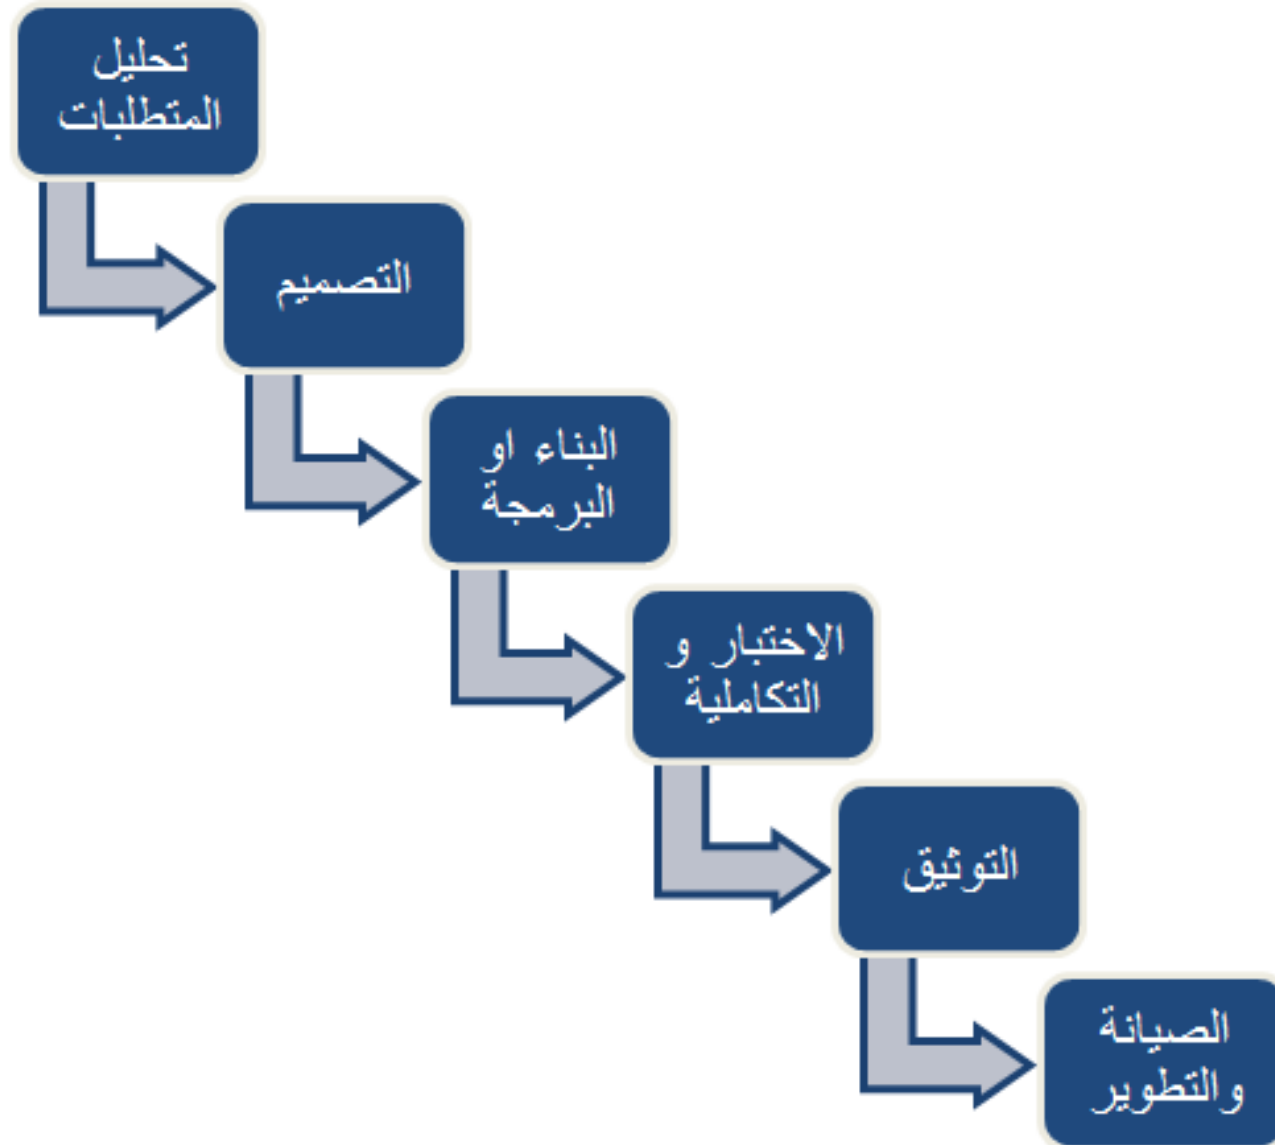 تحليل
المتطلبات
التصميم
البناء او
البرمجة
الاختبار و
التكاملية
التوثيق
الصيانة
والتطوير